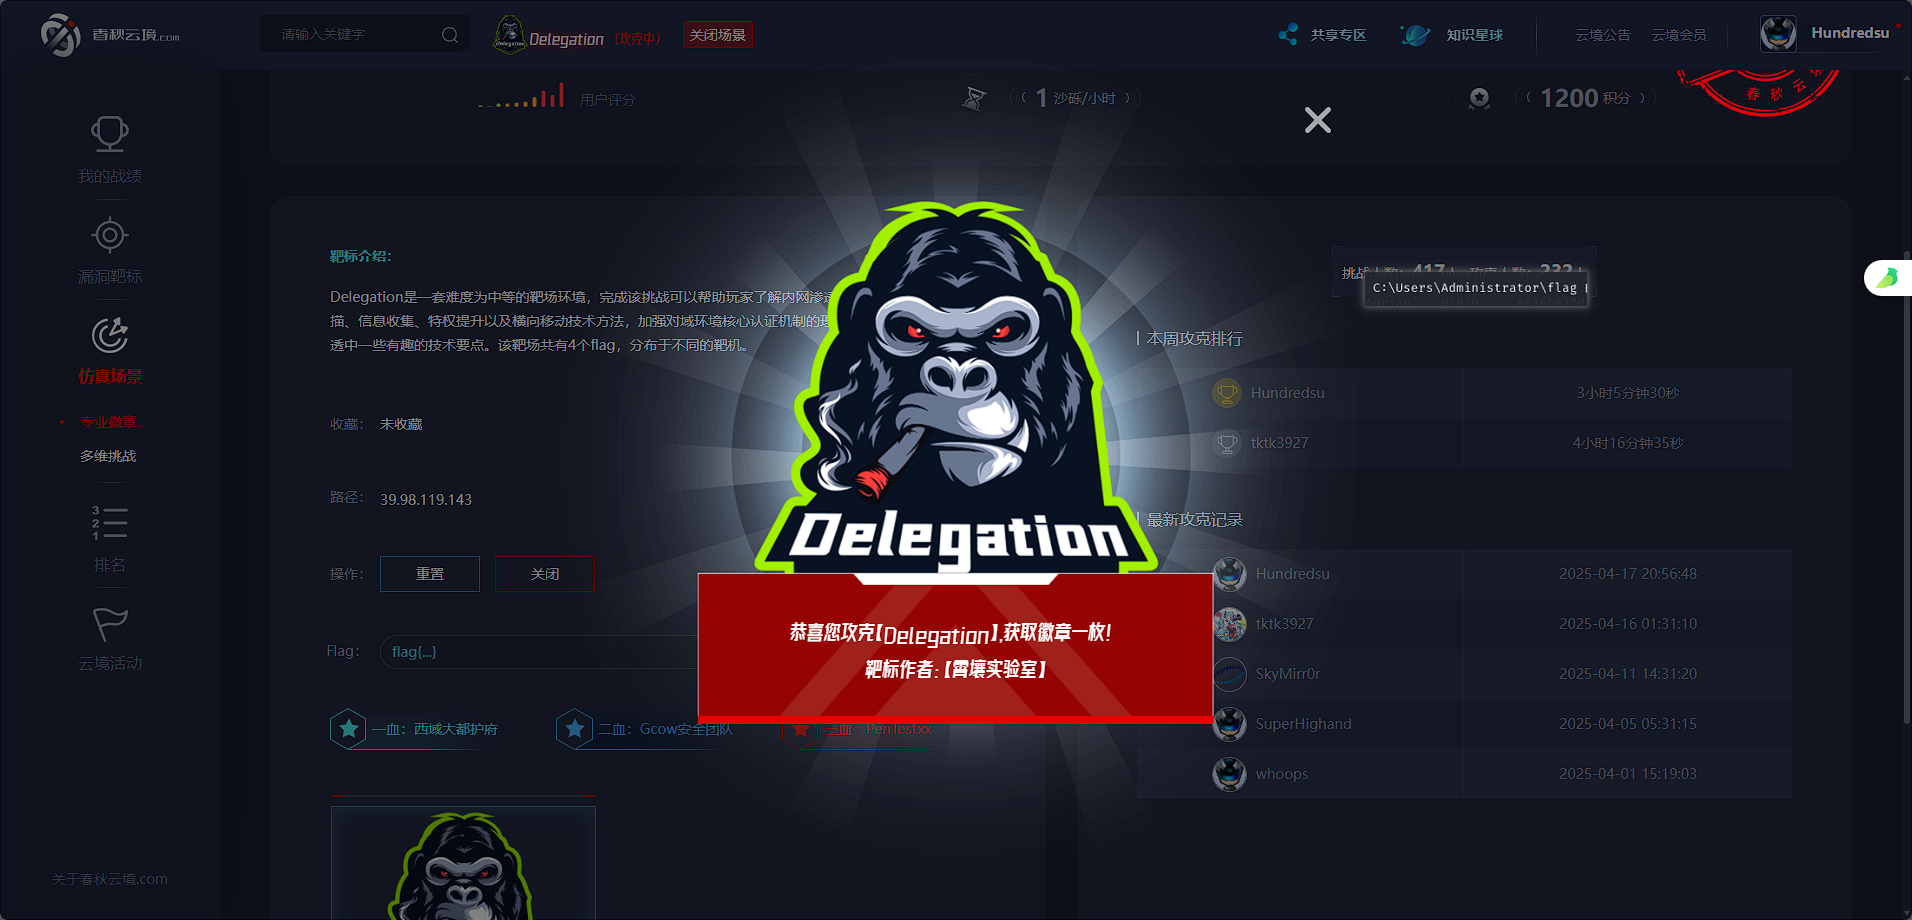 春秋云境.com
请输入关键字
Delegation
Delegation
(攻克中)
关闭场景
共享专区
知识星球
云境公告
云境会员
Hundredsu
用户评分
( 1 沙砾/小时 )
( 1200 积分 )
春秋云
我的战绩
漏洞靶标
仿真场景
专业徽章
多维挑战
3
2
1
排名
云境活动
关于春秋云境.com
靶标介绍：
Delegation是一套难度为中等的靶场环境，完成该挑战可以帮助玩家了解内网渗透
描、信息收集、特权提升以及横向移动技术方法，加强对域环境核心认证机制的理
透中一些有趣的技术要点。该靶场共有4个flag，分布于不同的靶机。
收藏： 未收藏
路径： 39.98.119.143
操作： 重置 关闭
Flag： flag{...}
一血：西域大都护府
二血：Gcow安全团队
三血：PenTestxx
Delegation
恭喜您攻克【Delegation】,获取徽章一枚!
靶标作者:【霄壤实验室】
C:\Users\Administrator\flag
本周攻克排行
Hundredsu 3小时5分钟30秒
tktk3927 4小时16分钟35秒
最新攻克记录
Hundredsu 2025-04-17 20:56:48
tktk3927 2025-04-16 01:31:10
SkyMirr0r 2025-04-11 14:31:20
SuperHighand 2025-04-05 05:31:15
whoops 2025-04-01 15:19:03